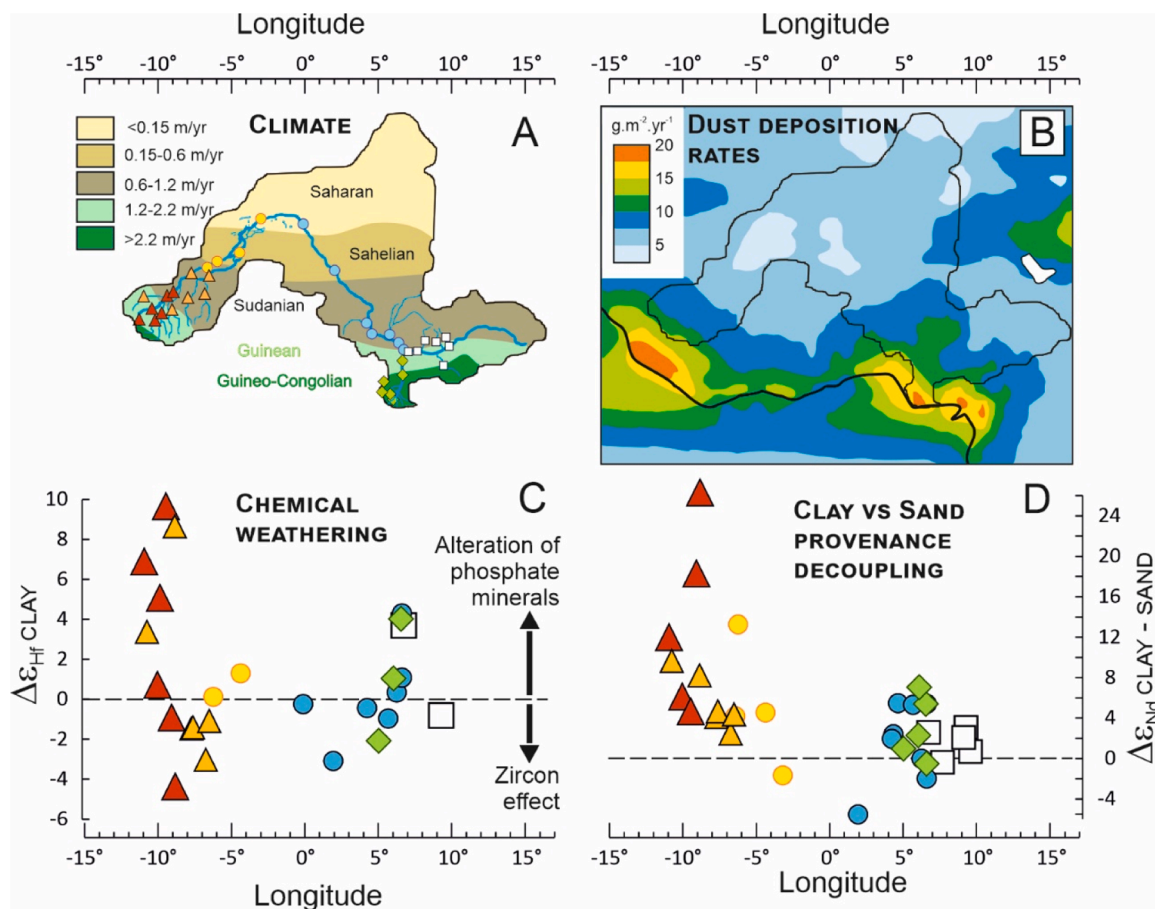 Longitude
-15° -10° -5° 0° 5° 10° 15°
<0.15 m/yr
0.15-0.6 m/yr
0.6-1.2 m/yr
1.2-2.2 m/yr
>2.2 m/yr
CLIMATE
A
Saharan
Sahelian
Sudanian
Guinean
Guineo-Congolian
Longitude
-15° -10° -5° 0° 5° 10° 15°
g.m⁻².yr⁻¹
20
15
10
5
DUST DEPOSITION
RATES
B
CHEMICAL
WEATHERING
C
Alteration of
phosphate
minerals
Zircon
effect
ΔεHf CLAY
10
8
6
4
2
0
-2
-4
-6
-15° -10° -5° 0° 5° 10° 15°
Longitude
CLAY VS SAND
PROVENANCE
DECOUPLING
D
24
20
16
12
8
4
0
-4
ΔεNd CLAY - SAND
-15° -10° -5° 0° 5° 10° 15°
Longitude